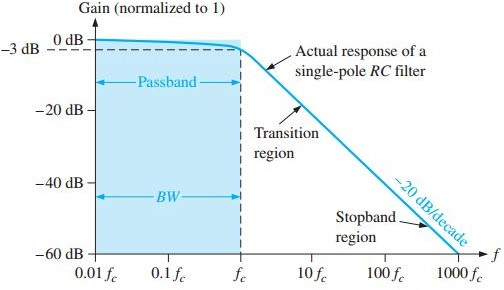 Gain (normalized to 1)
0 dB
–3 dB
Actual response of a
single-pole RC filter
Passband
–20 dB
Transition
region
–40 dB
BW
–20 dB/decade
Stopband
region
–60 dB
f
0.01 fc
0.1 fc
fc
10 fc
100 fc
1000 fc